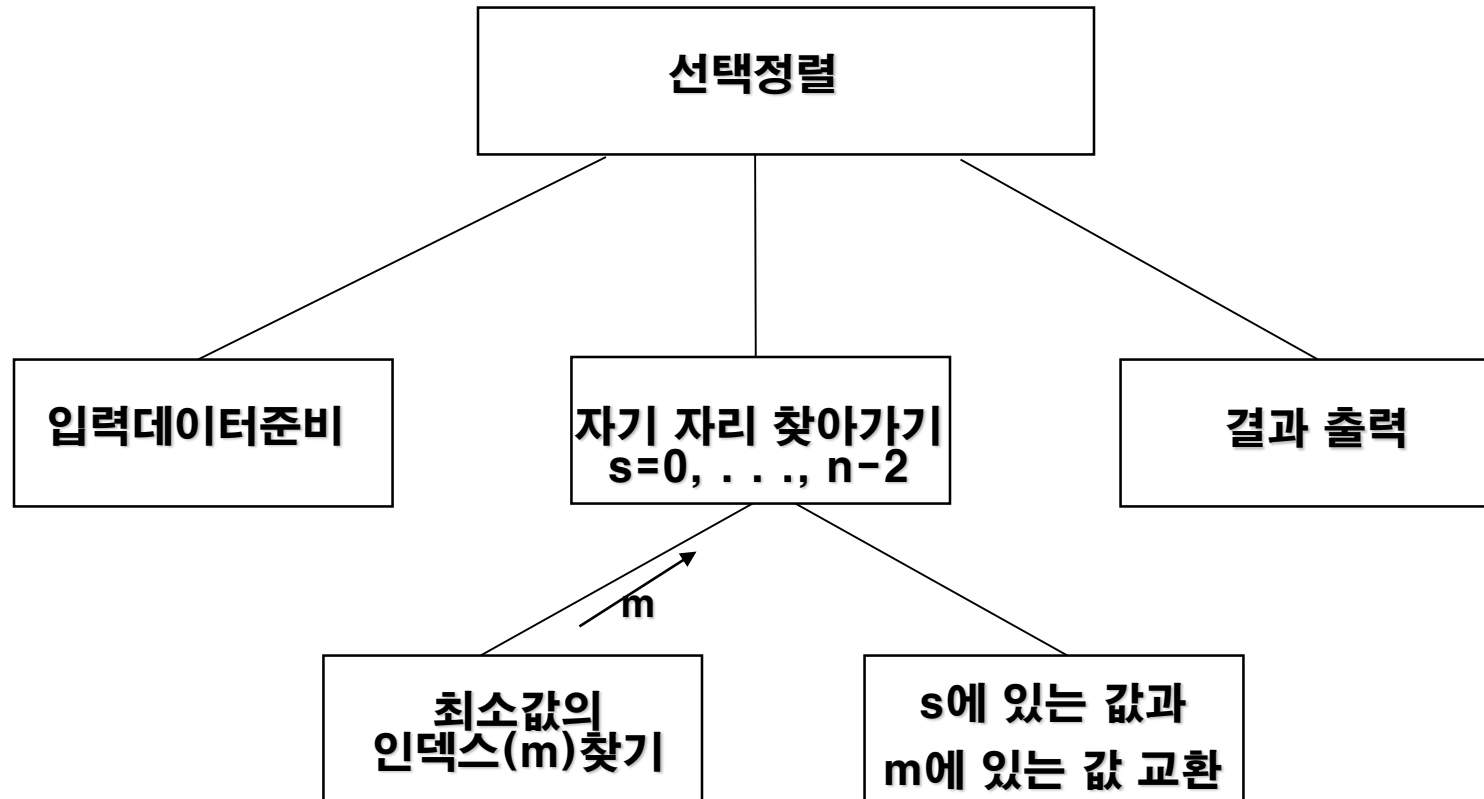 선택정렬
입력데이터준비
자기 자리 찾아가기
s=0, . . ., n-2
결과 출력
m
최소값의
인덱스(m)찾기
s에 있는 값과
m에 있는 값 교환